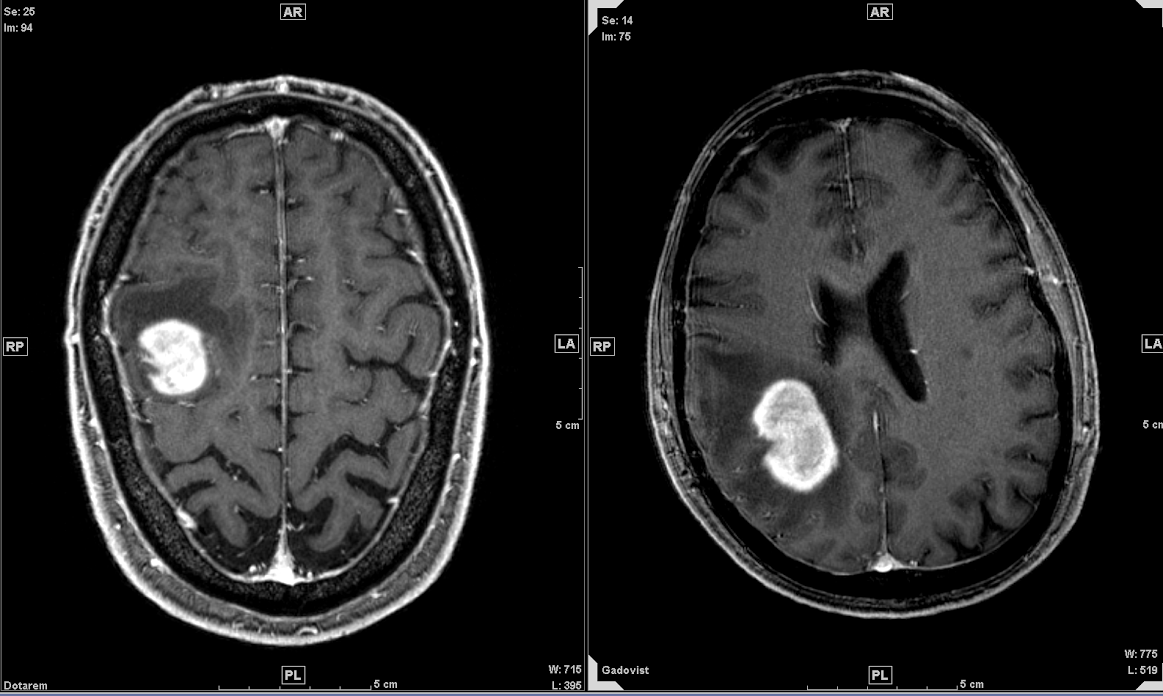 Se: 25
Im: 94
AR
RP
LA
5 cm
Dotarem
PL
5 cm
W: 715
L: 395
Se: 14
Im: 75
AR
RP
LA
5 cm
Gadovist
PL
5 cm
W: 775
L: 519